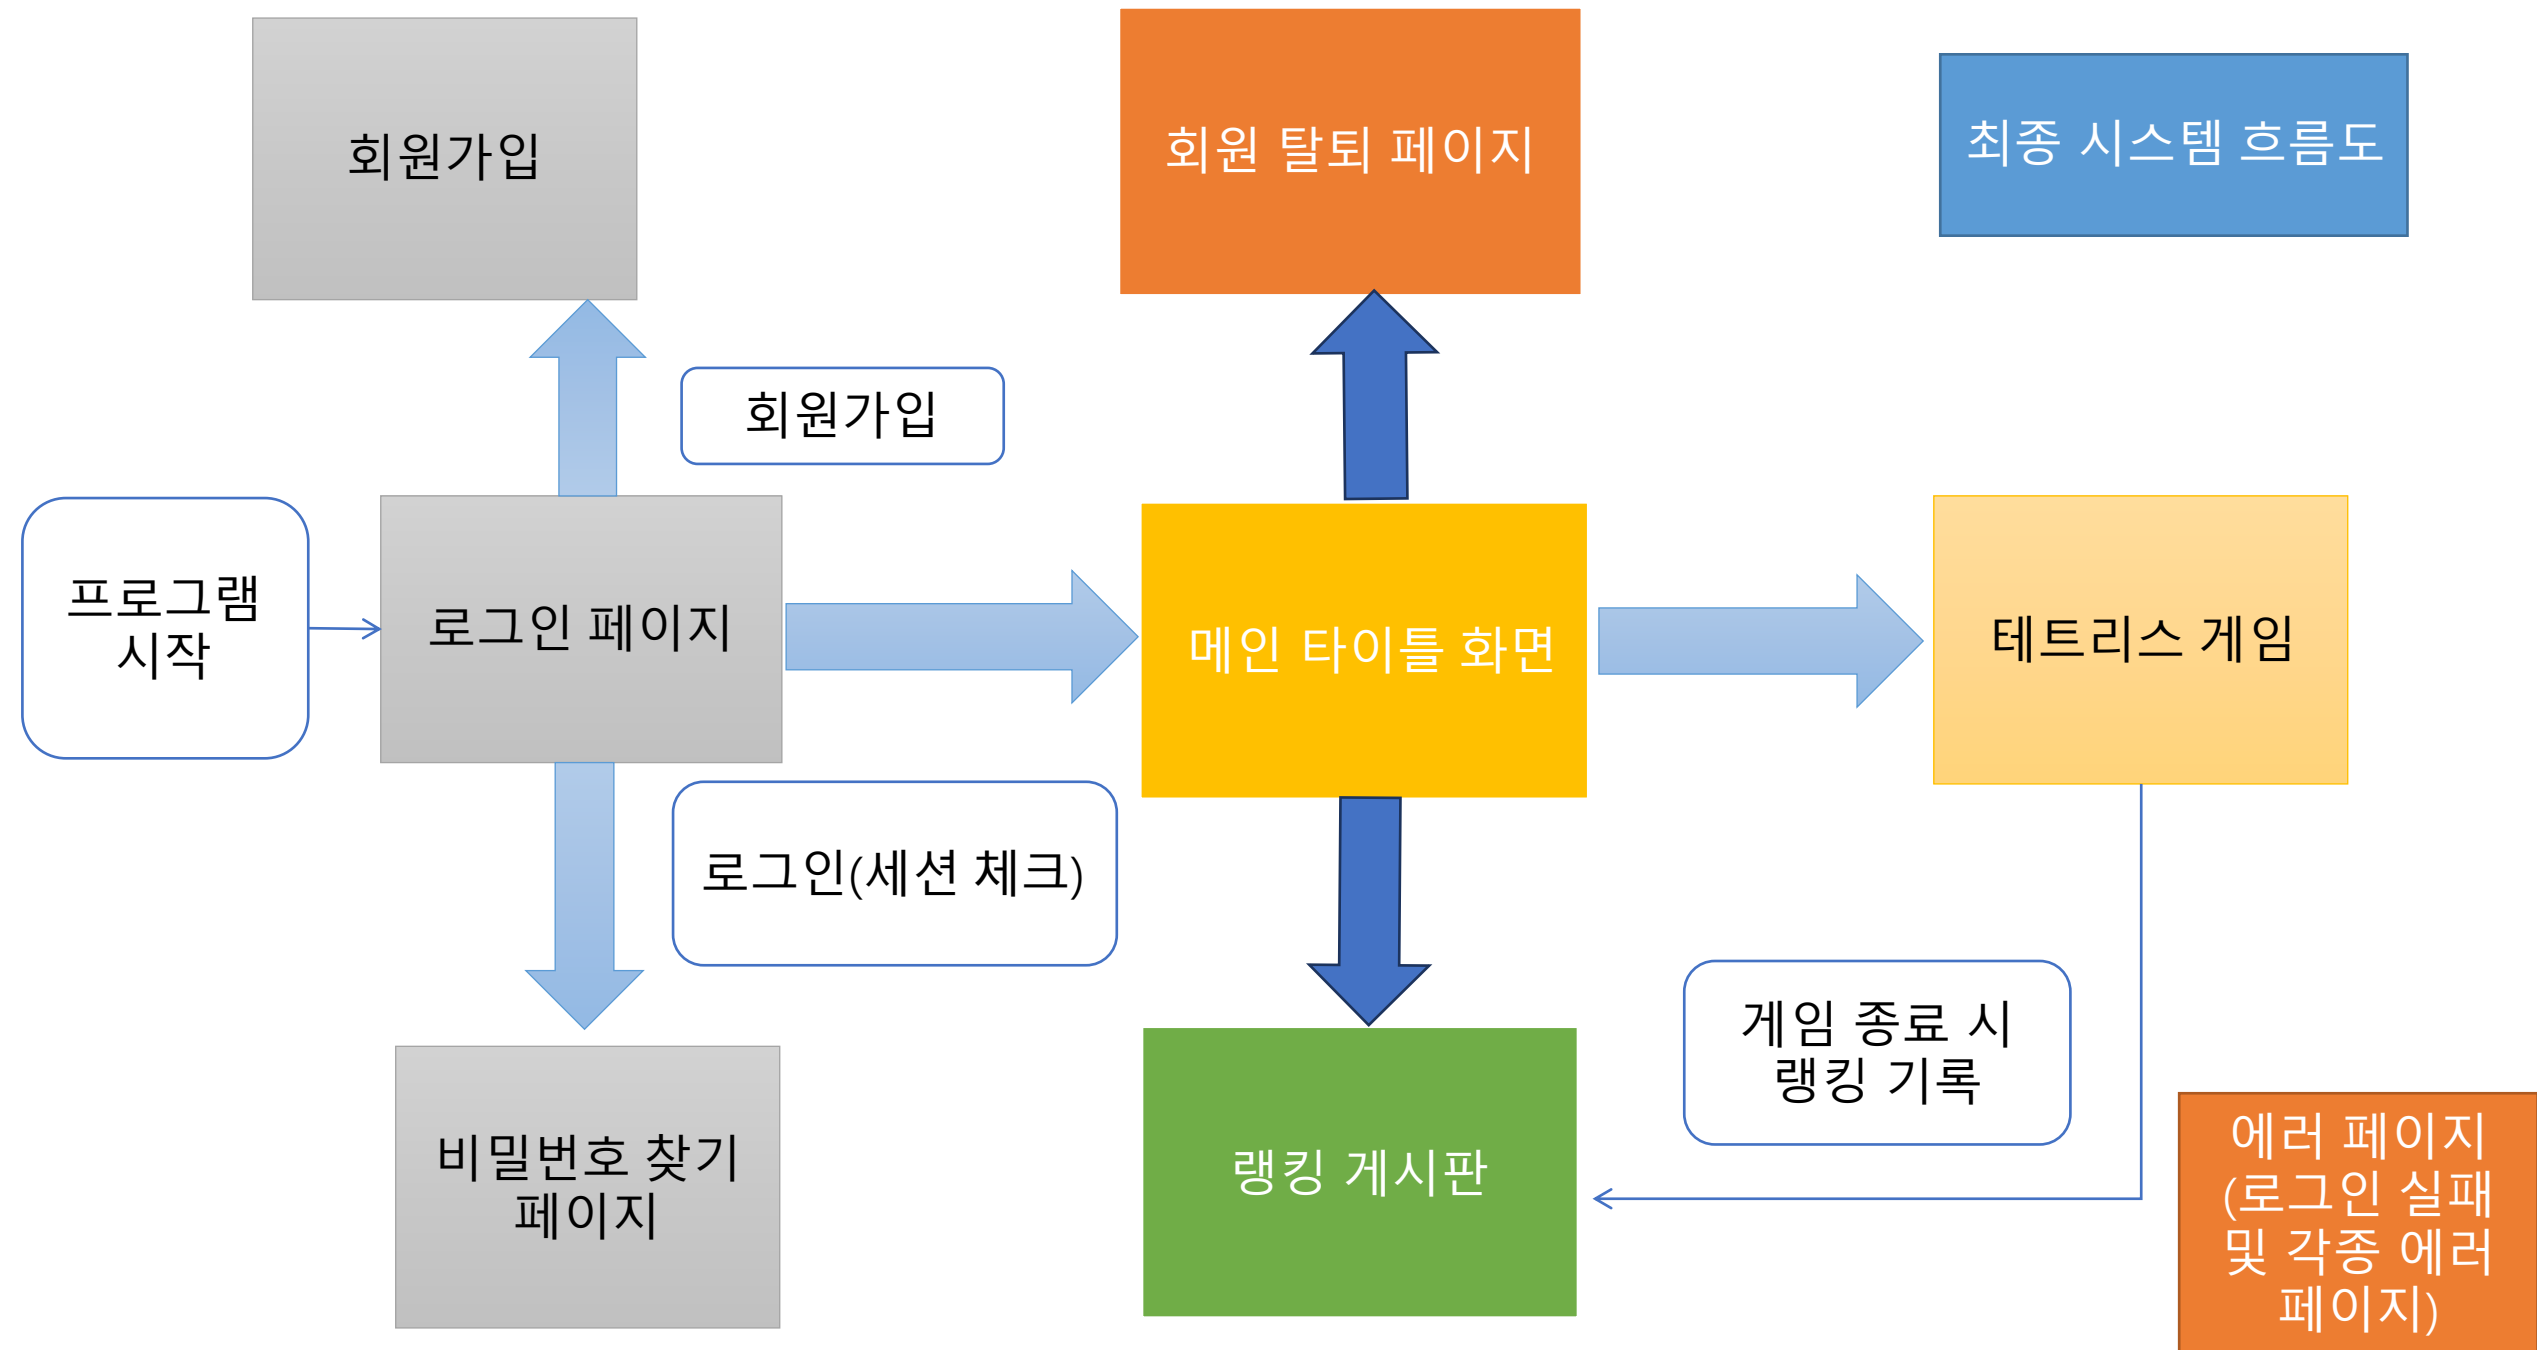 회원가입
회원 탈퇴 페이지
최종 시스템 흐름도
회원가입
프로그램
시작
로그인 페이지
메인 타이틀 화면
테트리스 게임
로그인(세션 체크)
게임 종료 시
랭킹 기록
비밀번호 찾기
페이지
랭킹 게시판
에러 페이지
(로그인 실패
및 각종 에러
페이지)